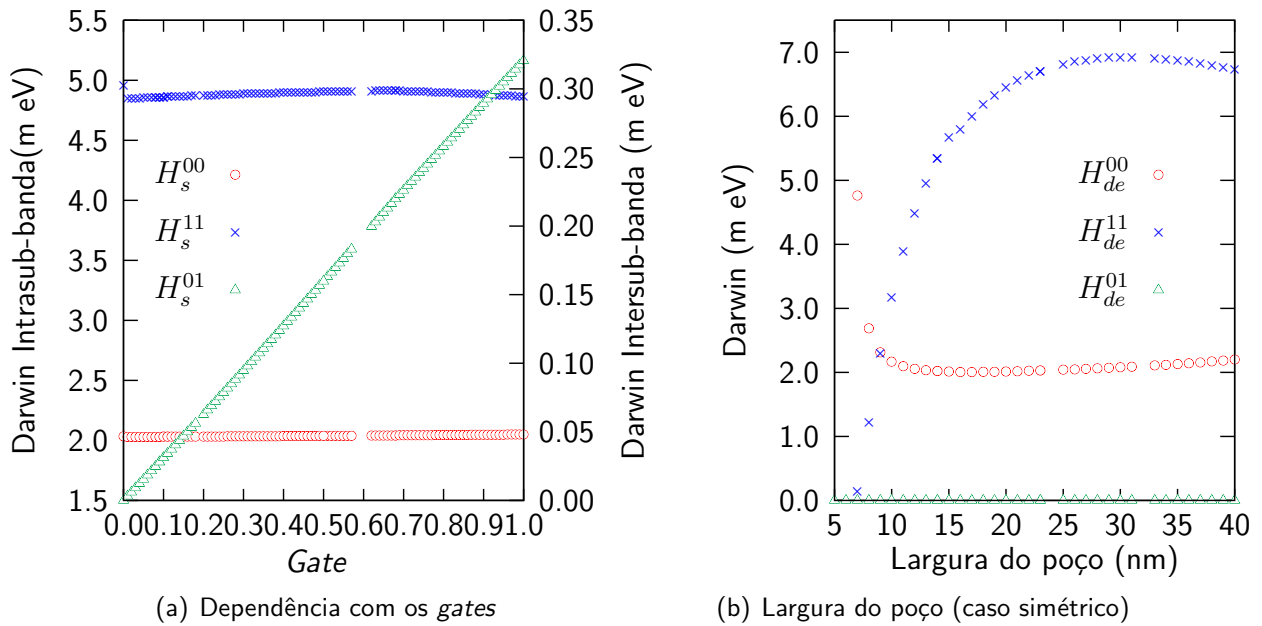 5.5
5.0
4.5
4.0
3.5
3.0
2.5
2.0
1.5
Darwin Intrasub-banda(m eV)
0.35
0.30
0.25
0.20
0.15
0.10
0.05
0.00
Darwin Intersub-banda (m eV)
H_s^{00}
H_s^{11}
H_s^{01}
0.00.10.20.30.40.50.60.70.80.91.0
Gate
(a) Dependência com os gates
7.0
6.0
5.0
4.0
3.0
2.0
1.0
0.0
Darwin (m eV)
H_{de}^{00}
H_{de}^{11}
H_{de}^{01}
5 10 15 20 25 30 35 40
Largura do poço (nm)
(b) Largura do poço (caso simétrico)